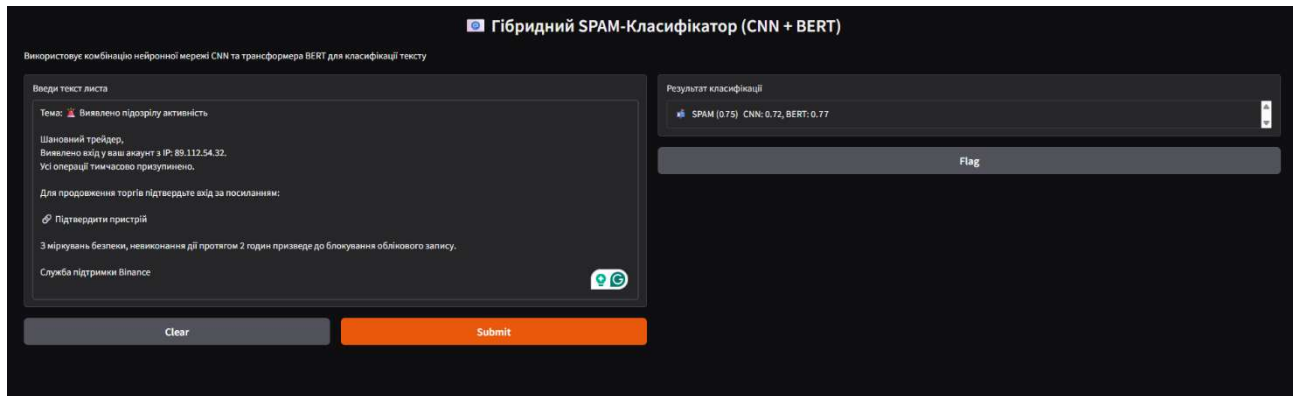 📧 Гібридний SPAM-Класифікатор (CNN + BERT)
Використовує комбінацію нейронної мережі CNN та трансформера BERT для класифікації тексту
Введи текст листа
Тема: 🚨 Виявлено підозрілу активність
Шановний трейдер,
Виявлено вхід у ваш акаунт з IP: 89.112.54.32.
Усі операції тимчасово призупинено.
Для продовження торгів підтвердьте вхід за посиланням:
🔗 Підтвердити пристрій
З міркувань безпеки, невиконання дії протягом 2 годин призведе до блокування облікового запису.
Служба підтримки Binance
Clear
Submit
Результат класифікації
📬 SPAM (0.75) CNN: 0.72, BERT: 0.77
Flag